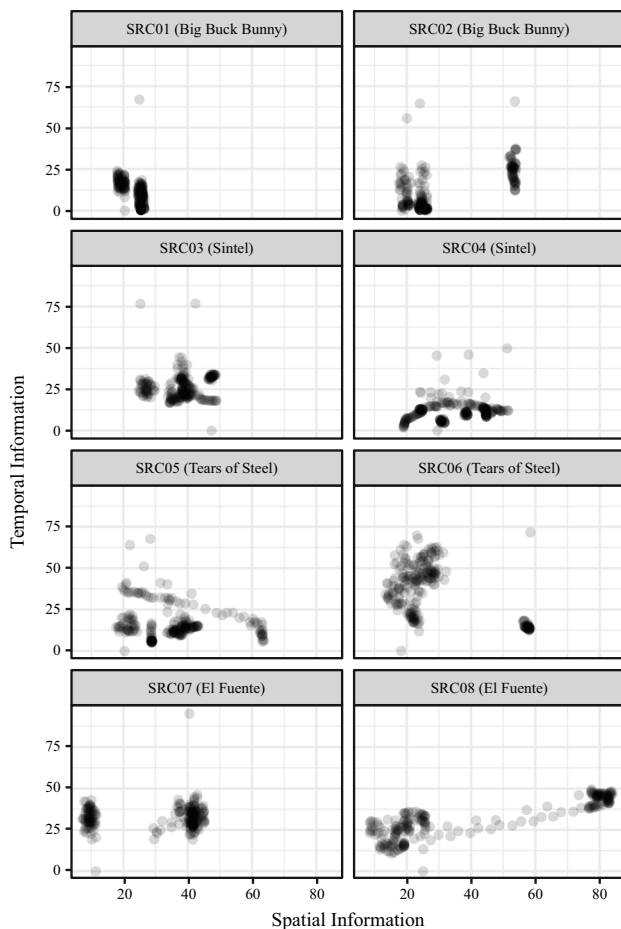 SRC01 (Big Buck Bunny) SRC02 (Big Buck Bunny)
75
50
25
0
SRC03 (Sintel) SRC04 (Sintel)
75
50
25
0
Temporal Information
SRC05 (Tears of Steel) SRC06 (Tears of Steel)
75
50
25
0
SRC07 (El Fuente) SRC08 (El Fuente)
75
50
25
0
20 40 60 80 20 40 60 80
Spatial Information